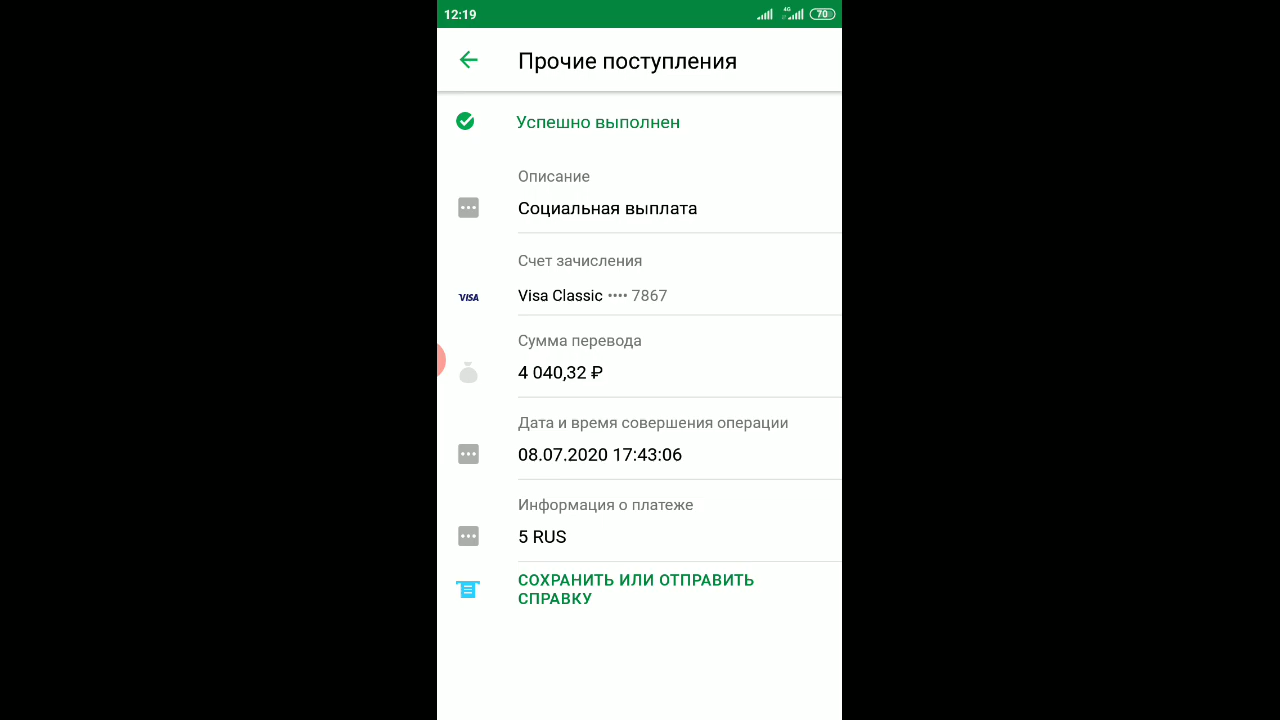 12:19
4G
70
Прочие поступления
Успешно выполнен
Описание
Социальная выплата
Счет зачисления
VISA
Visa Classic •••• 7867
Сумма перевода
4 040,32 ₽
Дата и время совершения операции
08.07.2020 17:43:06
Информация о платеже
5 RUS
СОХРАНИТЬ ИЛИ ОТПРАВИТЬ
СПРАВКУ